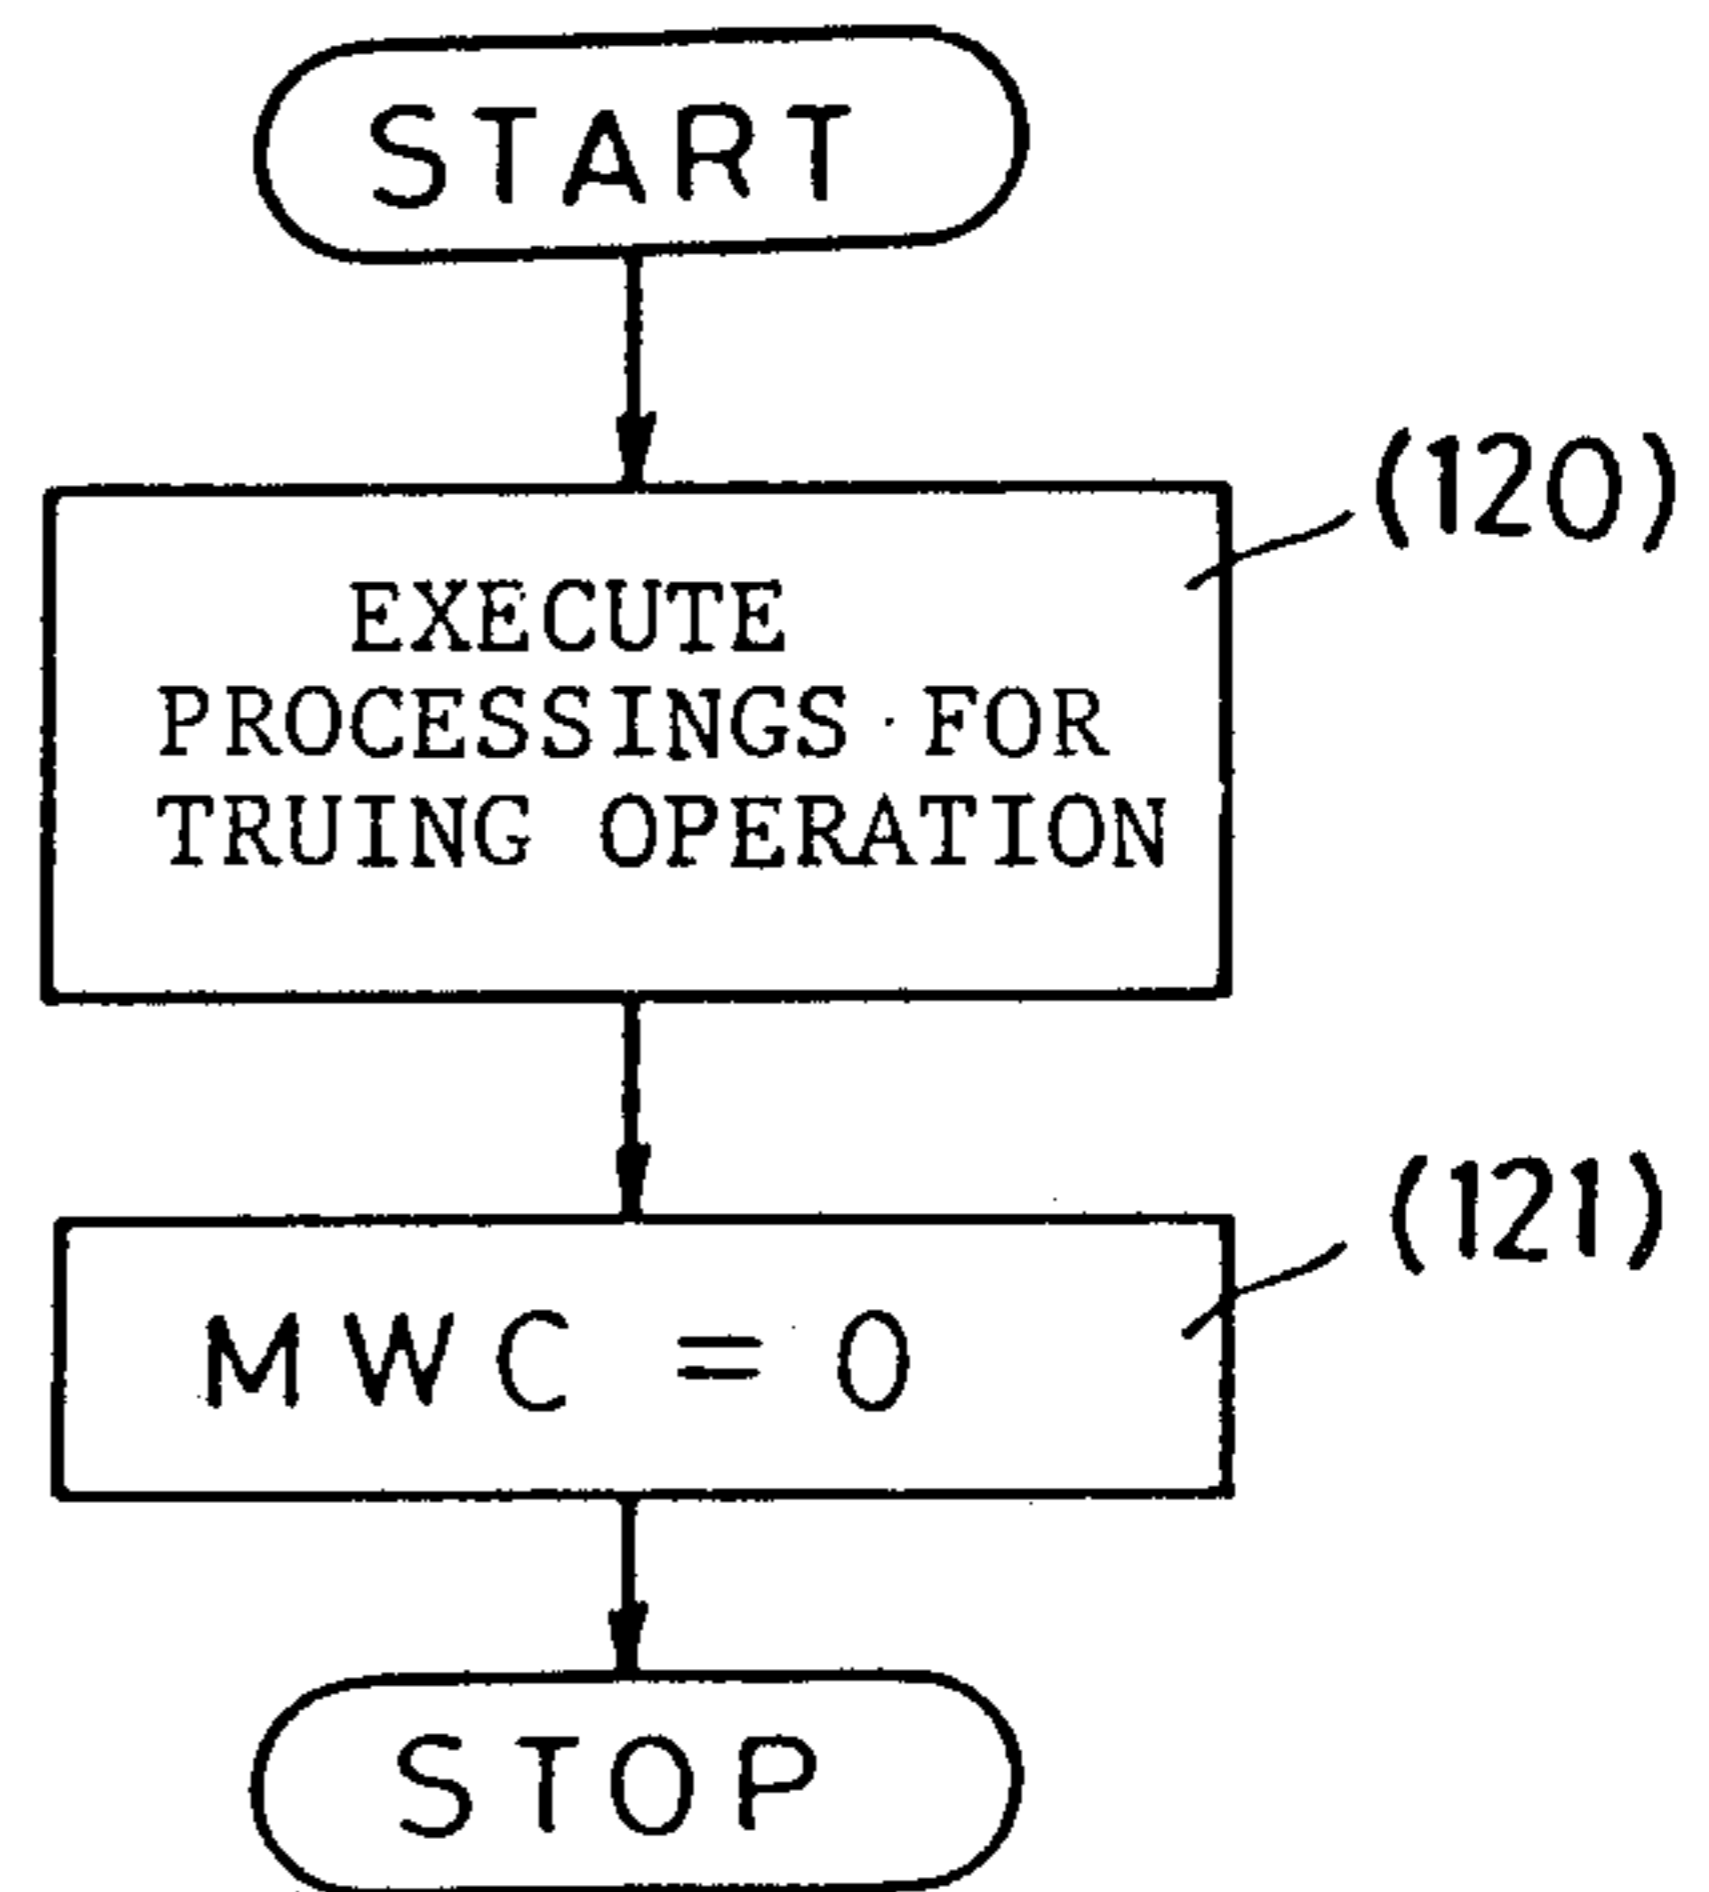 START
(120)
EXECUTE
PROCESSINGS FOR
TRUING OPERATION
(121)
MWC = 0
STOP